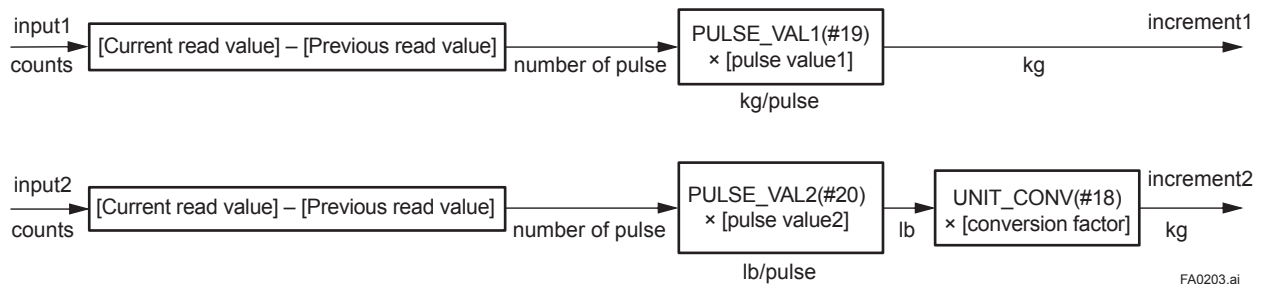 input1
counts
[Current read value] – [Previous read value]
number of pulse
PULSE_VAL1(#19)
× [pulse value1]
kg/pulse
increment1
kg
input2
counts
[Current read value] – [Previous read value]
number of pulse
PULSE_VAL2(#20)
× [pulse value2]
lb/pulse
lb
UNIT_CONV(#18)
× [conversion factor]
increment2
kg
FA0203.ai